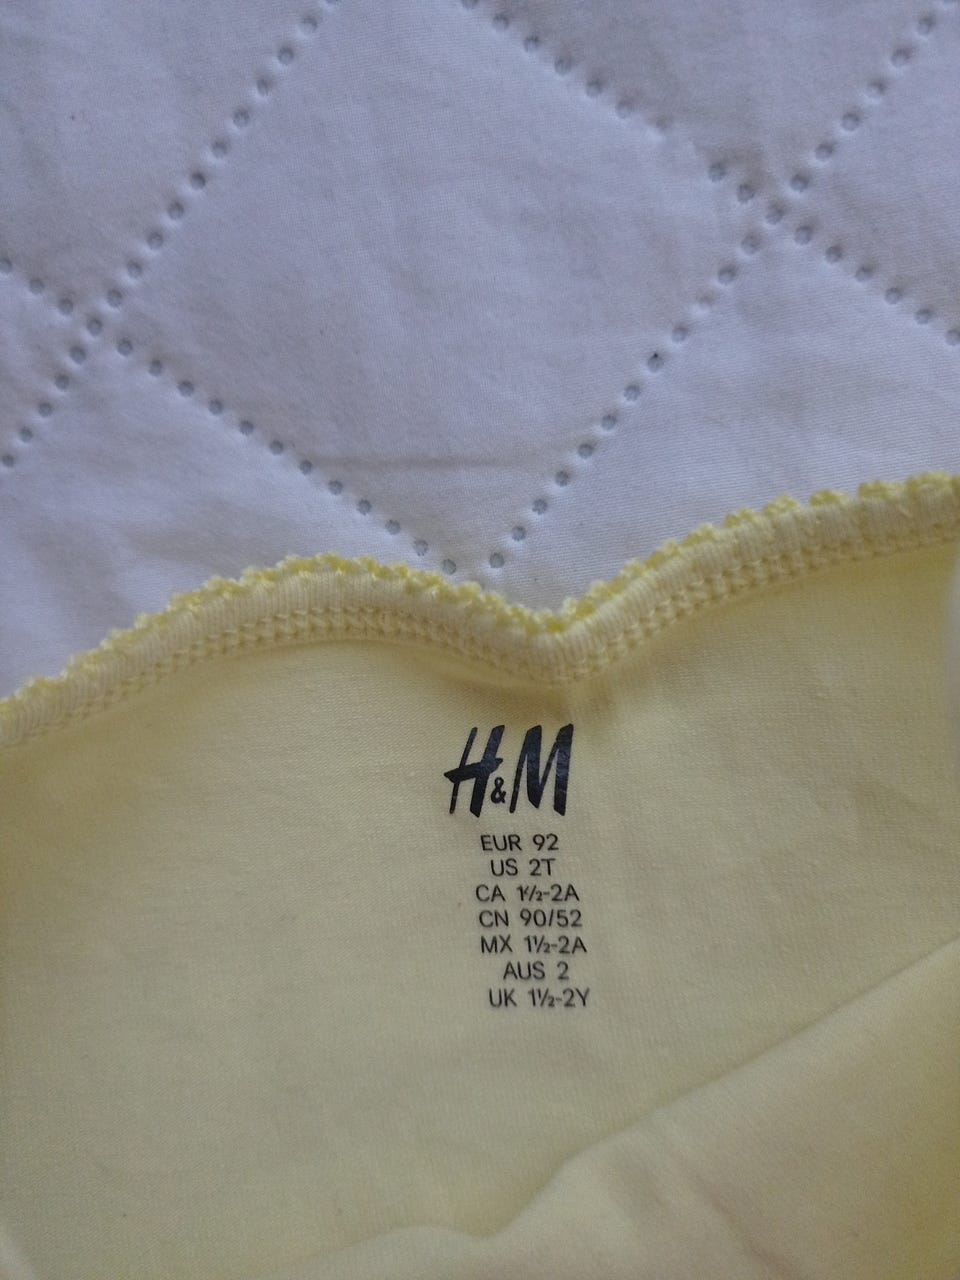 H&M
EUR 92
US 2T
CA 1½-2A
CN 90/52
MX 1½-2A
AUS 2
UK 1½-2Y